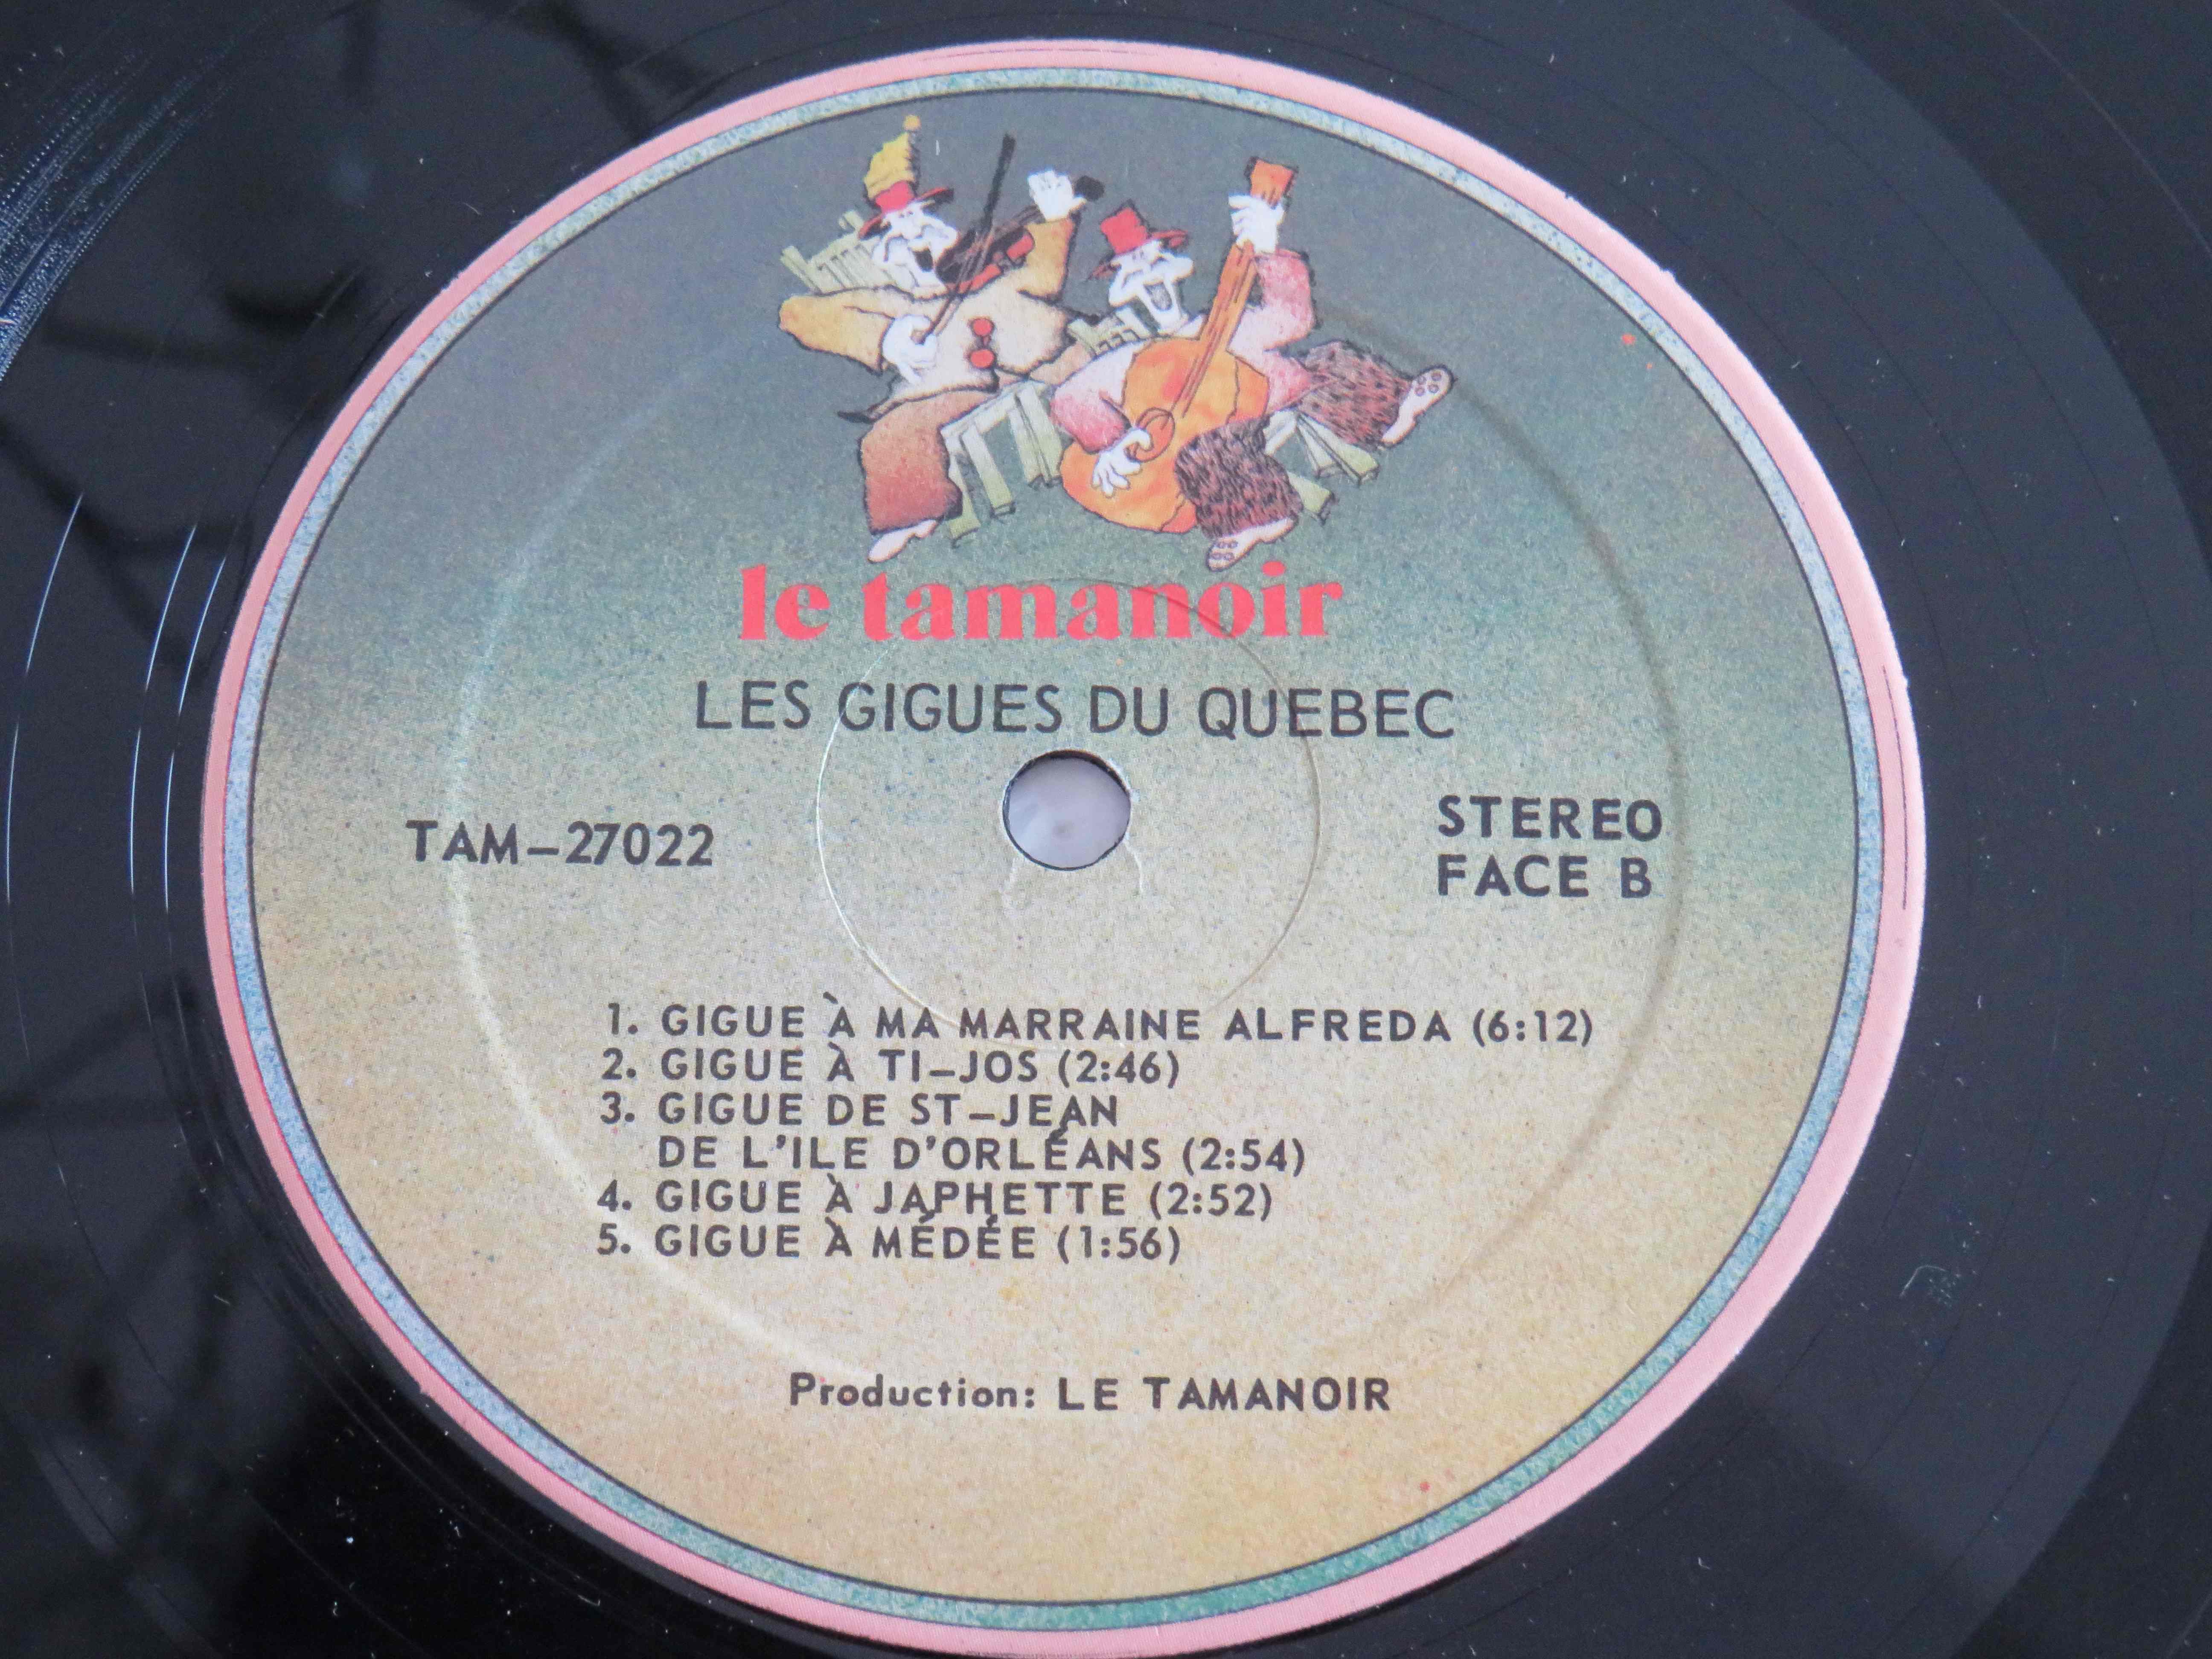 le tamanoir
LES GIGUES DU QUEBEC
TAM-27022
STEREO
FACE B
1. GIGUE À MA MARRAINE ALFREDA (6:12)
2. GIGUE À TI-JOS (2:46)
3. GIGUE DE ST-JEAN
DE L'ILE D'ORLÉANS (2:54)
4. GIGUE À JAPHETTE (2:52)
5. GIGUE À MÉDÉE (1:56)
Production: LE TAMANOIR